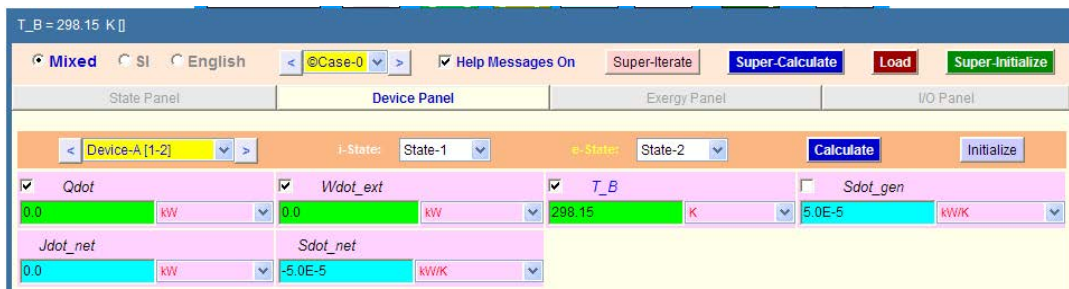 T_B = 298.15 K []
Mixed SI English < ©Case-0 > Help Messages On Super-Iterate Super-Calculate Load Super-Initialize
State Panel Device Panel Exergy Panel I/O Panel
< Device-A [1-2] > i-State: State-1 e-State: State-2 Calculate Initialize
Qdot Wdot_ext T_B Sdot_gen
0.0 kW 0.0 kW 298.15 K 5.0E-5 kW/K
Jdot_net Sdot_net
0.0 kW -5.0E-5 kW/K